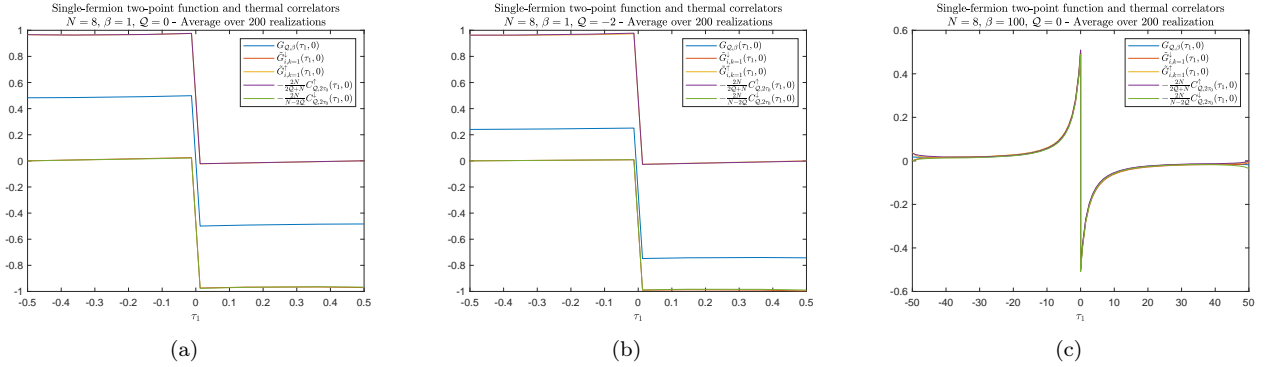 Single-fermion two-point function and thermal correlators
N = 8, β = 1, 𝒬 = 0 - Average over 200 realizations
1
0.8
0.6
0.4
0.2
0
-0.2
-0.4
-0.6
-0.8
-1
-0.5 -0.4 -0.3 -0.2 -0.1 0 0.1 0.2 0.3 0.4 0.5
τ₁
G_{𝒬,β}(τ₁, 0)
G̃^↓_{i,k=1}(τ₁, 0)
G̃^↑_{i,k=1}(τ₁, 0)
-\frac{2N}{2𝒬+N} C^↑_{𝒬,2τ₀}(τ₁, 0)
-\frac{2N}{N-2𝒬} C^↓_{𝒬,2τ₀}(τ₁, 0)
(a)
Single-fermion two-point function and thermal correlators
N = 8, β = 1, 𝒬 = −2 - Average over 200 realizations
1
0.8
0.6
0.4
0.2
0
-0.2
-0.4
-0.6
-0.8
-1
-0.5 -0.4 -0.3 -0.2 -0.1 0 0.1 0.2 0.3 0.4 0.5
τ₁
G_{𝒬,β}(τ₁, 0)
G̃^↓_{i,k=1}(τ₁, 0)
G̃^↑_{i,k=1}(τ₁, 0)
-\frac{2N}{2𝒬+N} C^↑_{𝒬,2τ₀}(τ₁, 0)
-\frac{2N}{N-2𝒬} C^↓_{𝒬,2τ₀}(τ₁, 0)
(b)
Single-fermion two-point function and thermal correlators
N = 8, β = 100, 𝒬 = 0 - Average over 200 realization
0.6
0.4
0.2
0
-0.2
-0.4
-0.6
-50 -40 -30 -20 -10 0 10 20 30 40 50
τ₁
G_{𝒬,β}(τ₁, 0)
G̃^↓_{i,k=1}(τ₁, 0)
G̃^↑_{i,k=1}(τ₁, 0)
-\frac{2N}{2𝒬+N} C^↑_{𝒬,2τ₀}(τ₁, 0)
-\frac{2N}{N-2𝒬} C^↓_{𝒬,2τ₀}(τ₁, 0)
(c)